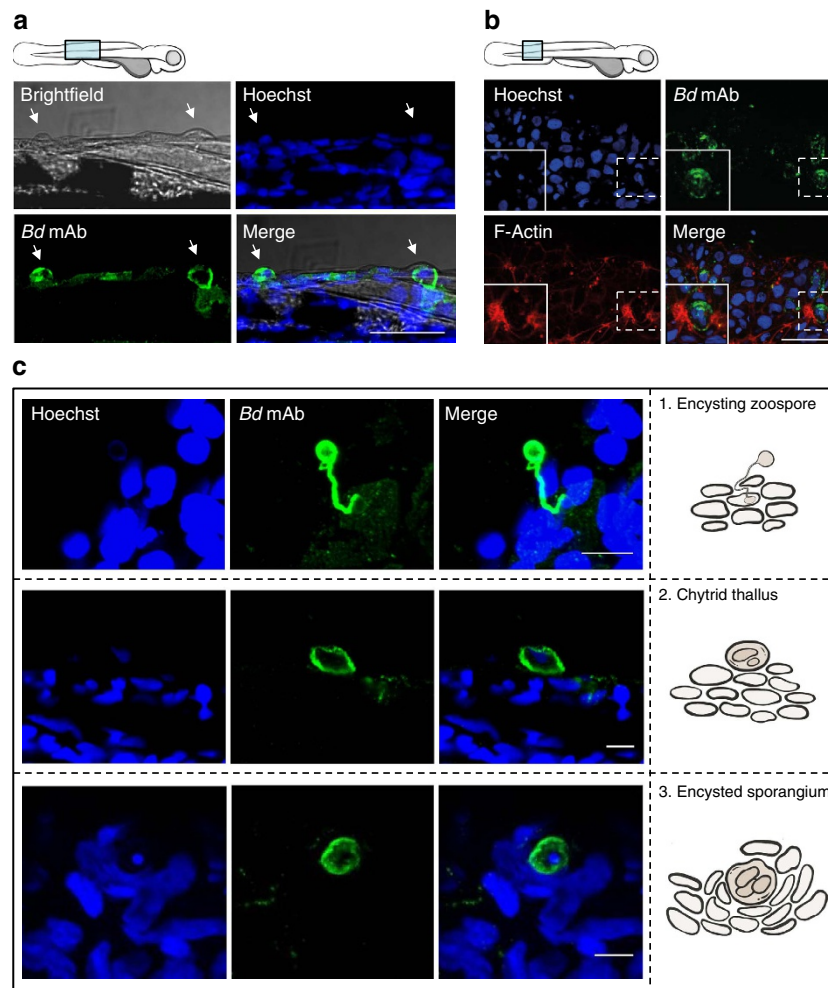 a
Brightfield
Hoechst
Bd mAb
Merge
b
Hoechst
Bd mAb
F-Actin
Merge
c
Hoechst
Bd mAb
Merge
1. Encysting zoospore
2. Chytrid thallus
3. Encysted sporangium